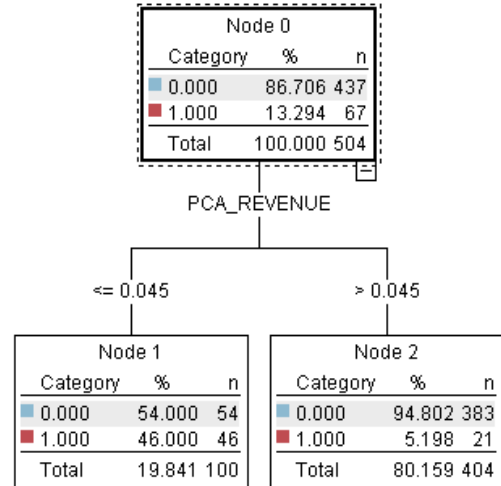 Node 0
Category % n
0.000 86.706 437
1.000 13.294 67
Total 100.000 504
PCA_REVENUE
<= 0.045
> 0.045
Node 1
Category % n
0.000 54.000 54
1.000 46.000 46
Total 19.841 100
Node 2
Category % n
0.000 94.802 383
1.000 5.198 21
Total 80.159 404